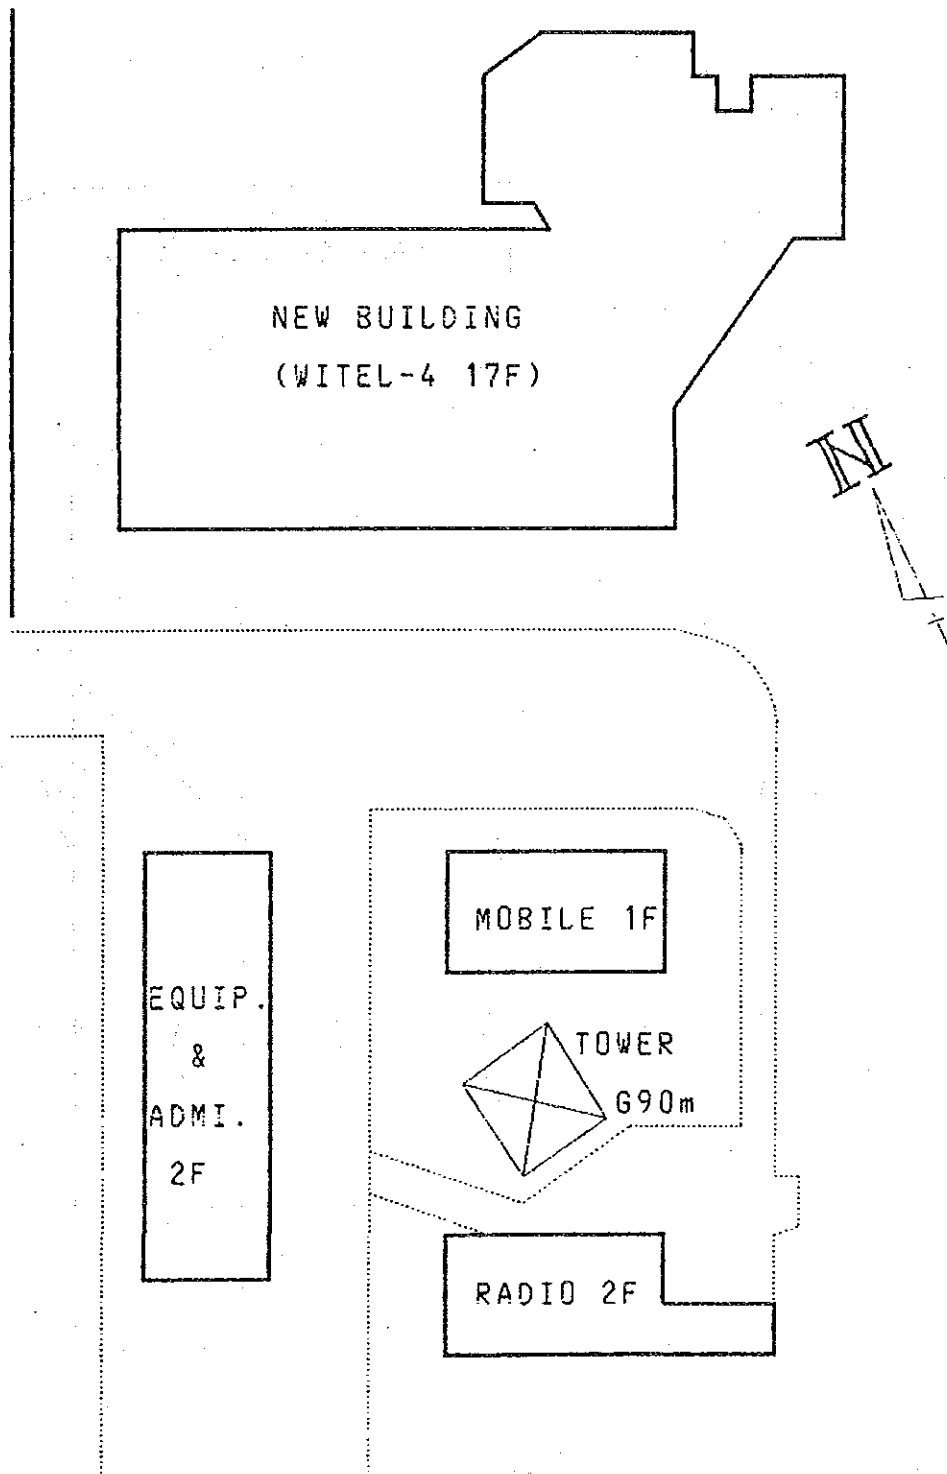 NEW BUILDING
(WITEL-4 17F)
N
MOBILE 1F
EQUIP.
&
ADMI.
2F
TOWER
G90m
RADIO 2F